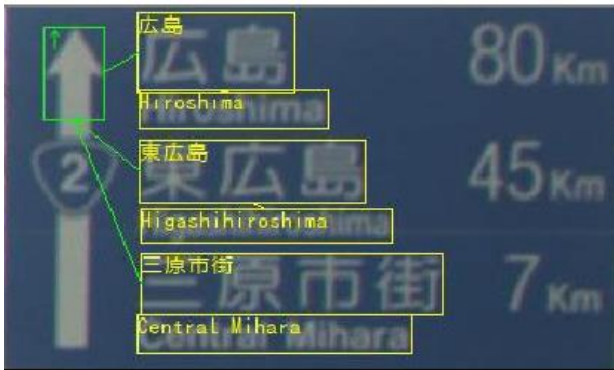 広島 80Km
Hiroshima
2
東広島 45Km
Higashihiroshima
三原市街 7Km
Central Mihara